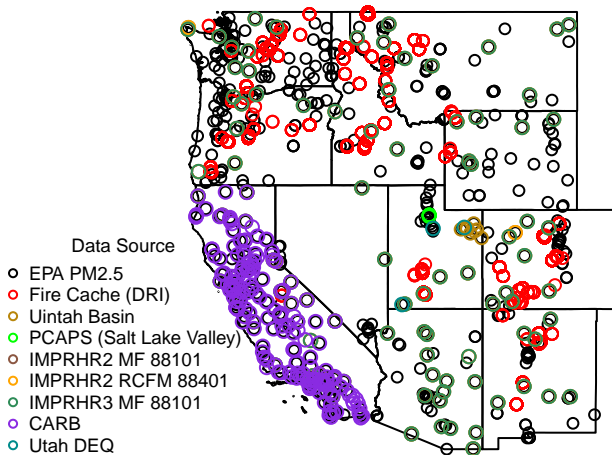 Data Source
EPA PM2.5
Fire Cache (DRI)
Uintah Basin
PCAPS (Salt Lake Valley)
IMPRHR2 MF 88101
IMPRHR2 RCFM 88401
IMPRHR3 MF 88101
CARB
Utah DEQ